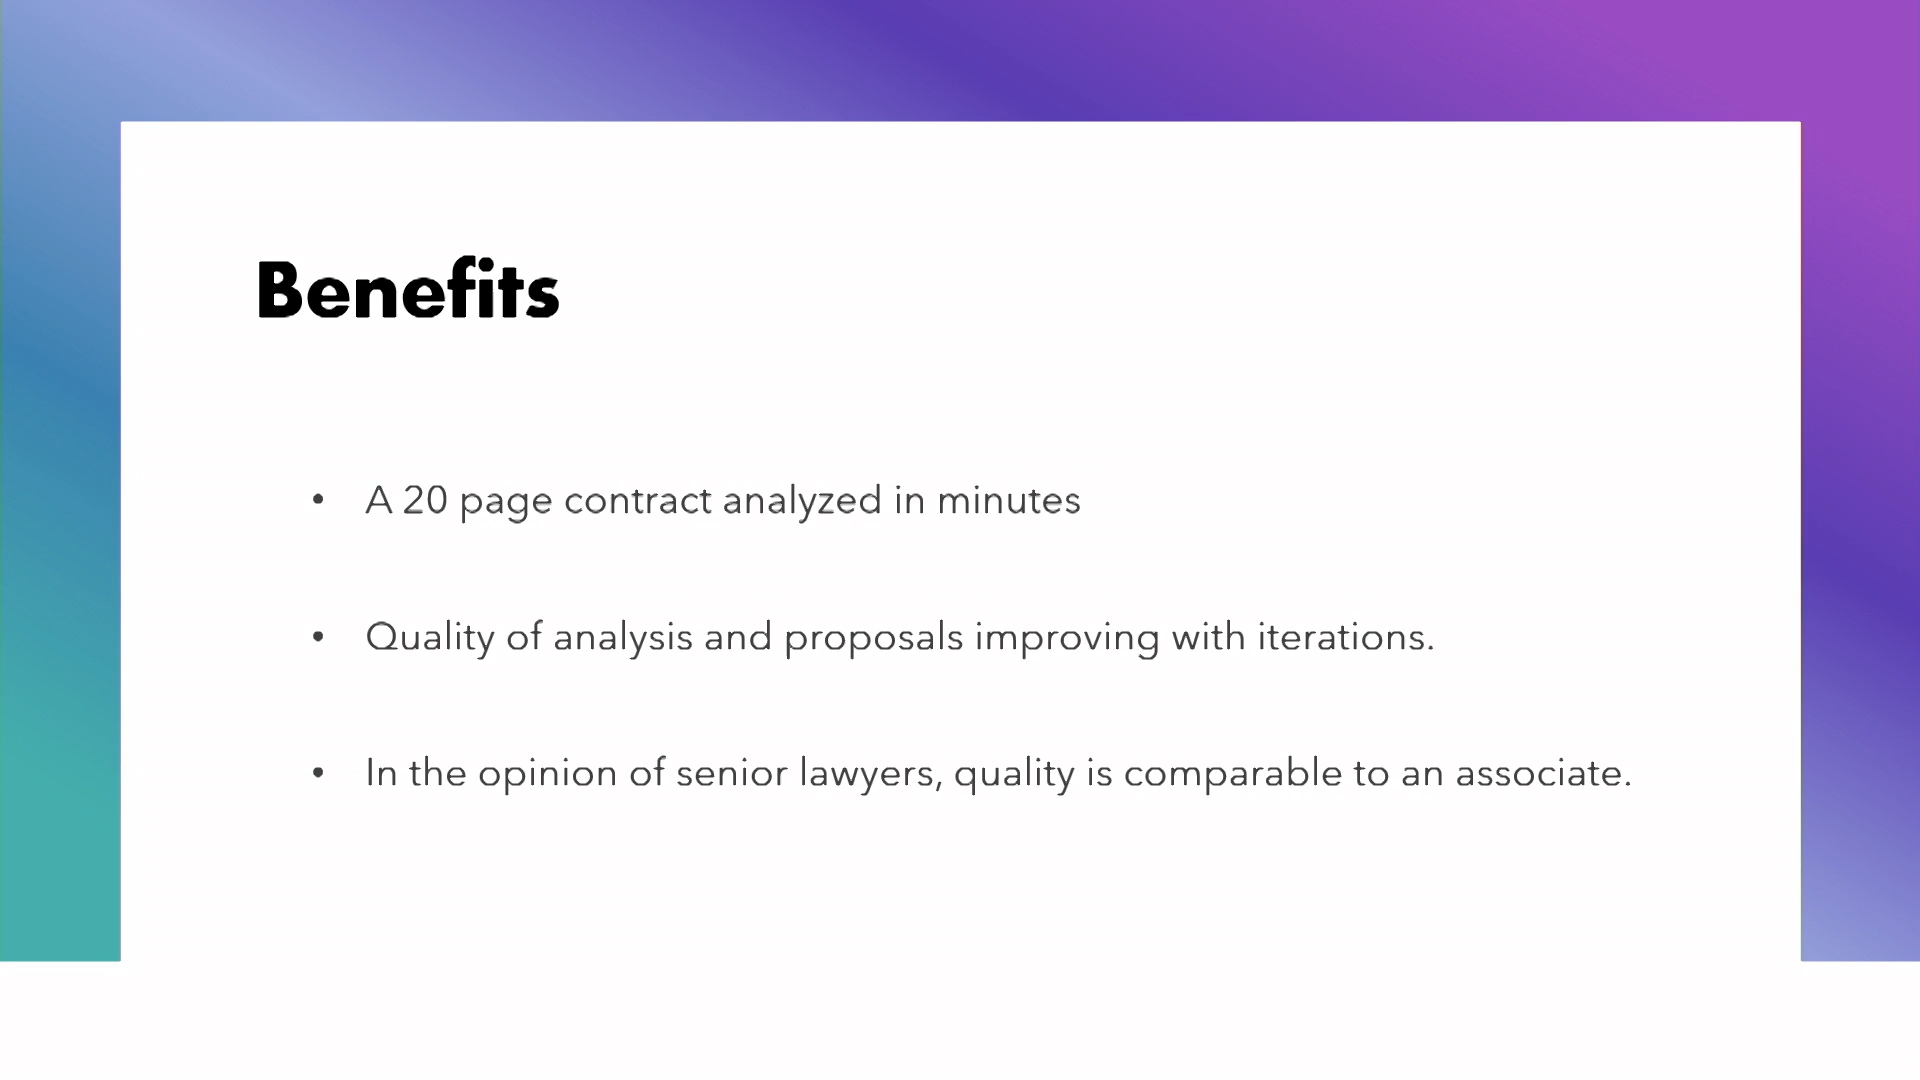 Benefits
• A 20 page contract analyzed in minutes
• Quality of analysis and proposals improving with iterations.
• In the opinion of senior lawyers, quality is comparable to an associate.